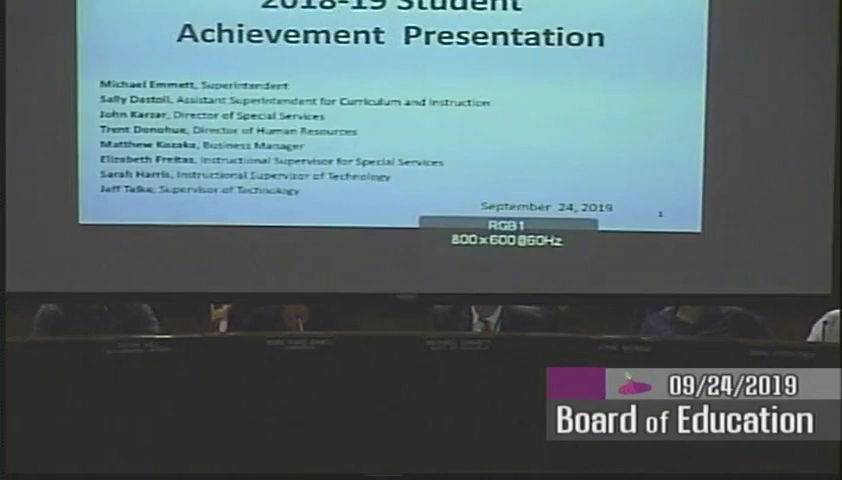 2018-19 Student
Achievement Presentation
Michael Emmett, Superintendent
Sally Dastoli, Assistant Superintendent for Curriculum and Instruction
John Karzar, Director of Special Services
Trent Donohue, Director of Human Resources
Matthew Kozaka, Business Manager
Elizabeth Freitas, Instructional Supervisor for Special Services
Sarah Harris, Instructional Supervisor of Technology
Jeff Talke, Supervisor of Technology
September 24, 2019
1
RGB1
800x600@60Hz
09/24/2019
Board of Education